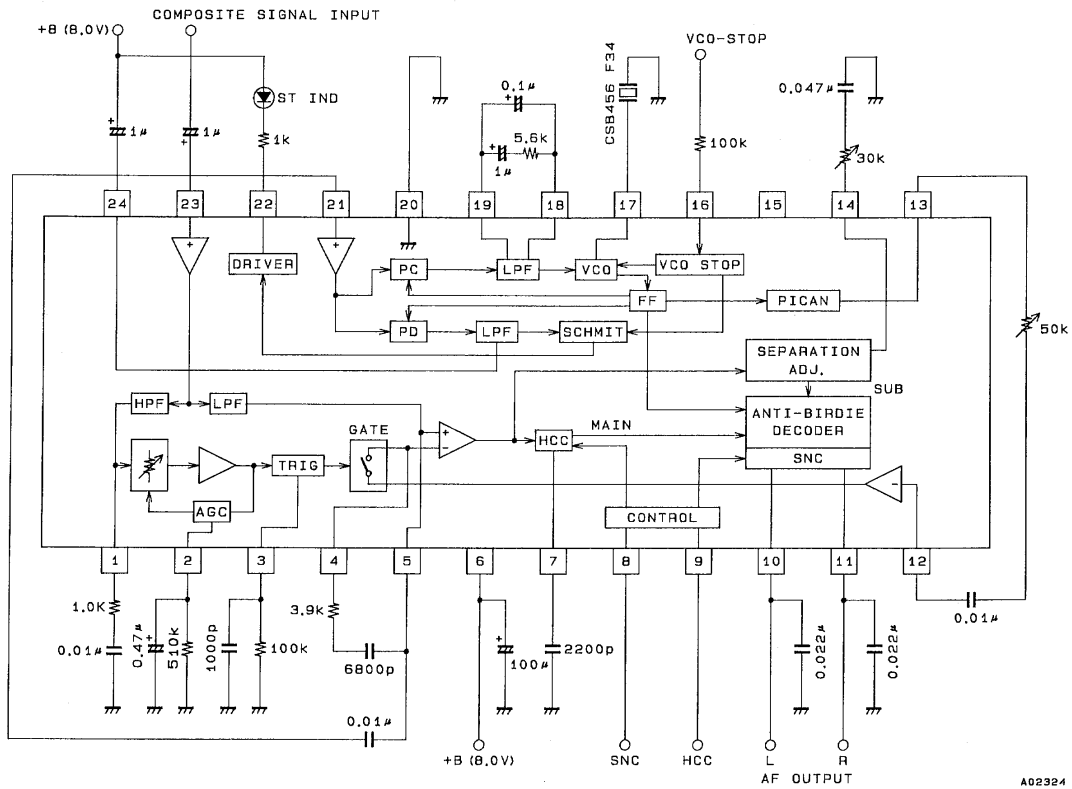 COMPOSITE SIGNAL INPUT
+B (8.0V)
VCO-STOP
ST IND
0.1μ
CSB456 F34
0.047μ
1μ
1μ
1k
5.6k
1μ
100k
30k
24
23
22
21
20
19
18
17
16
15
14
13
DRIVER
PC
LPF
VCO
VCO STOP
FF
PICAN
50k
PD
LPF
SCHMIT
SEPARATION
ADJ.
SUB
HPF
LPF
ANTI-BIRDIE
DECODER
GATE
MAIN
HCC
SNC
TRIG
AGC
CONTROL
1
2
3
4
5
6
7
8
9
10
11
12
1.0K
0.01μ
0.47μ
510k
1000p
100k
3.9k
6800p
100μ
2200p
0.022μ
0.022μ
0.01μ
0.01μ
+B (8.0V)
SNC
HCC
L
R
AF OUTPUT
A02324